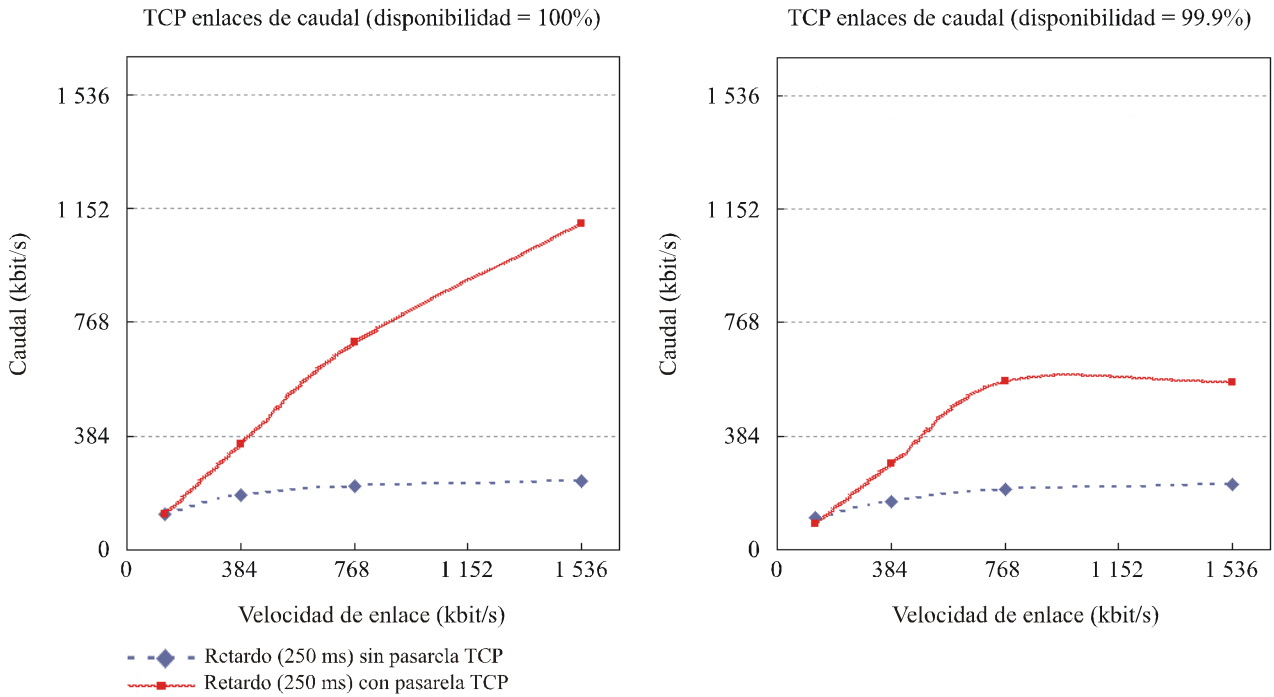 TCP enlaces de caudal (disponibilidad = 100%)
1 536
1 152
768
384
0
Caudal (kbit/s)
0 384 768 1 152 1 536
Velocidad de enlace (kbit/s)
TCP enlaces de caudal (disponibilidad = 99.9%)
1 536
1 152
768
384
0
Caudal (kbit/s)
0 384 768 1 152 1 536
Velocidad de enlace (kbit/s)
Retardo (250 ms) sin pasarela TCP
Retardo (250 ms) con pasarela TCP